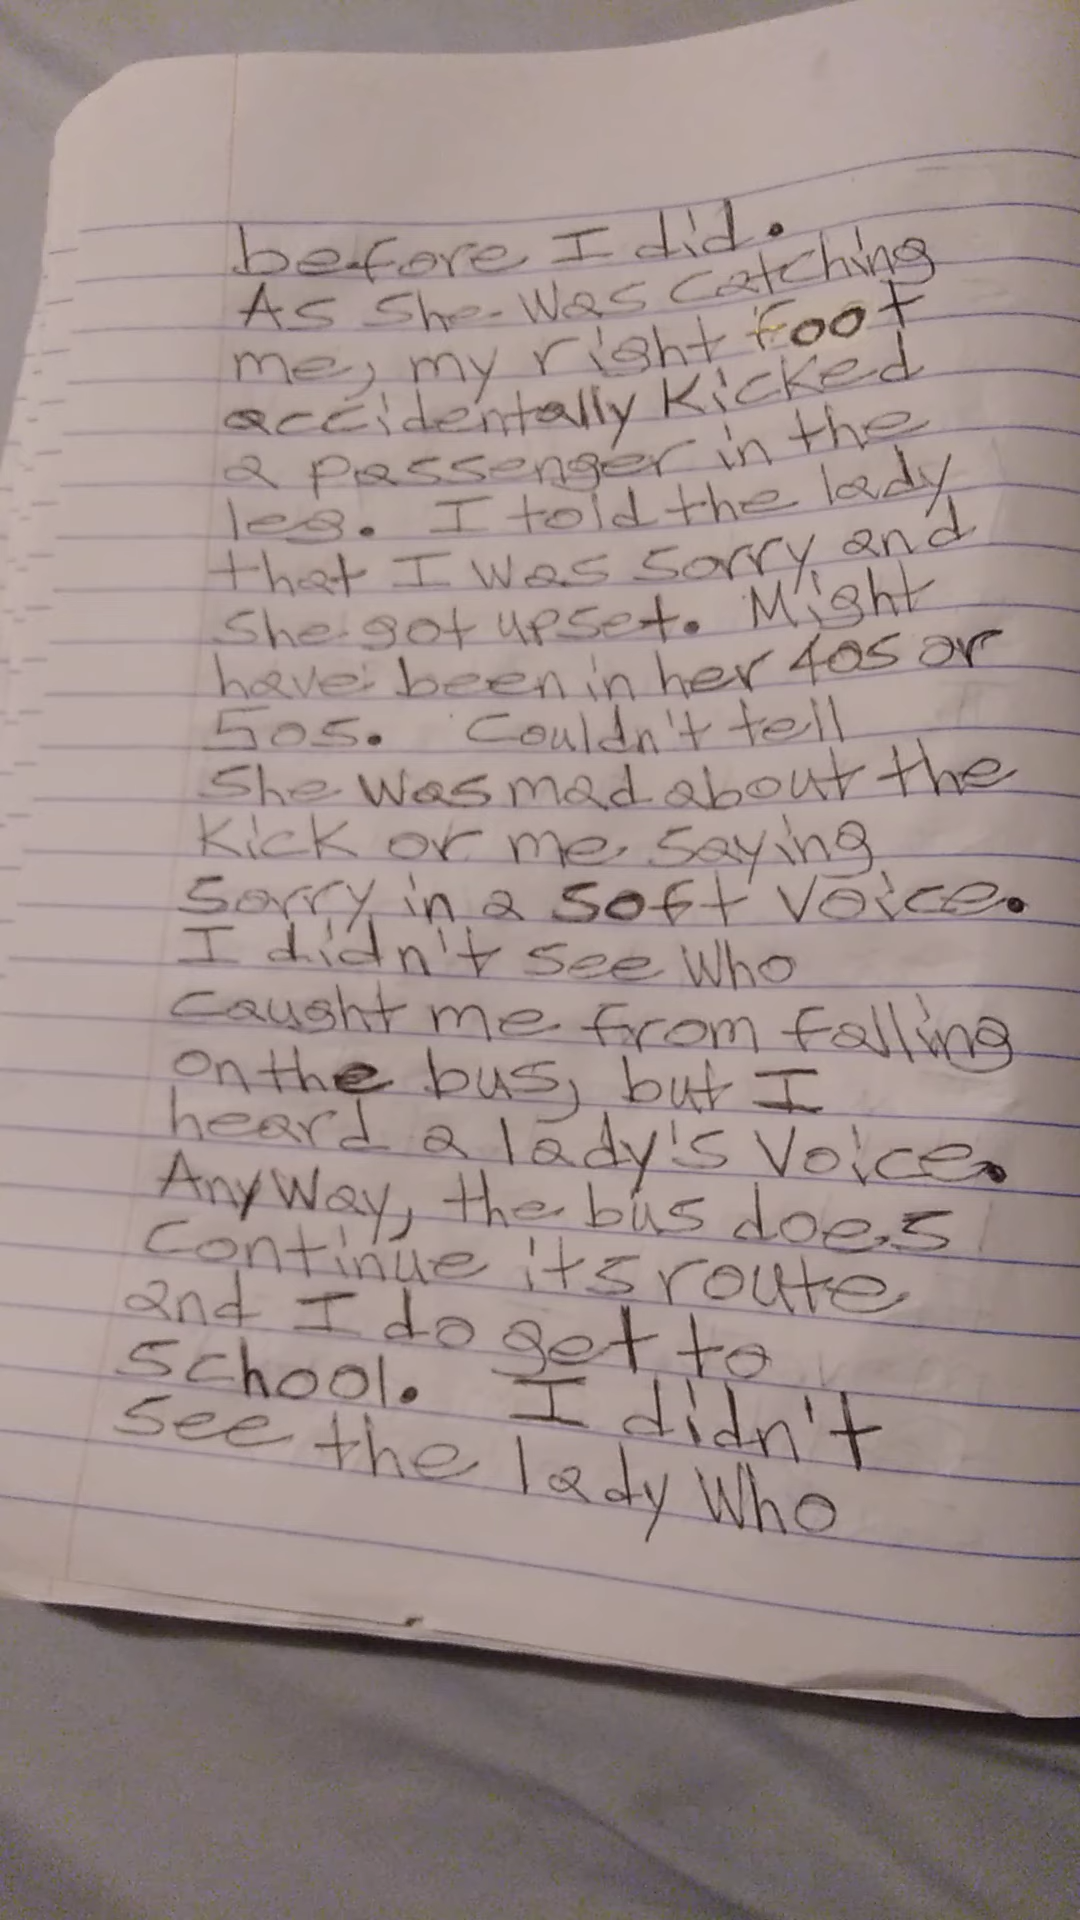 before I did.
As she was catching
me, my right foot
accidentally kicked
a passenger in the
leg. I told the lady
that I was sorry and
she got upset. Might
have been in her 40s or
50s. Couldn't tell
she was mad about the
kick or me saying
sorry in a soft voice.
I didn't see who
caught me from falling
on the bus, but I
heard a lady's voice.
Anyway, the bus does
continue its route
and I do get to
school. I didn't
see the lady who